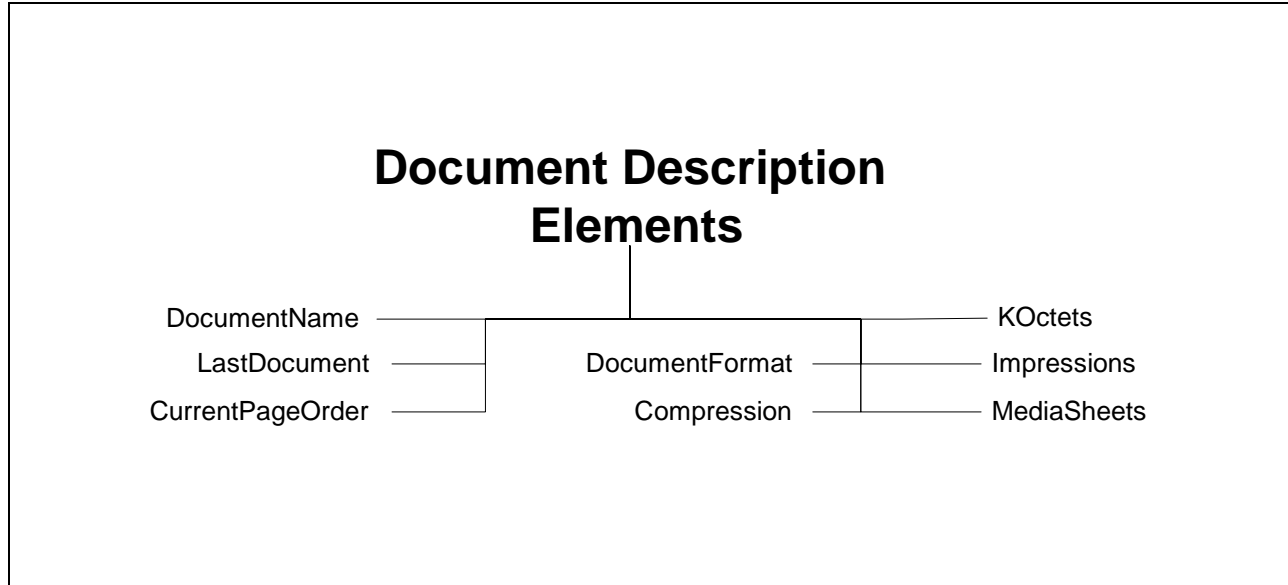 Document Description
Elements
DocumentName
KOctets
LastDocument
DocumentFormat
Impressions
CurrentPageOrder
Compression
MediaSheets